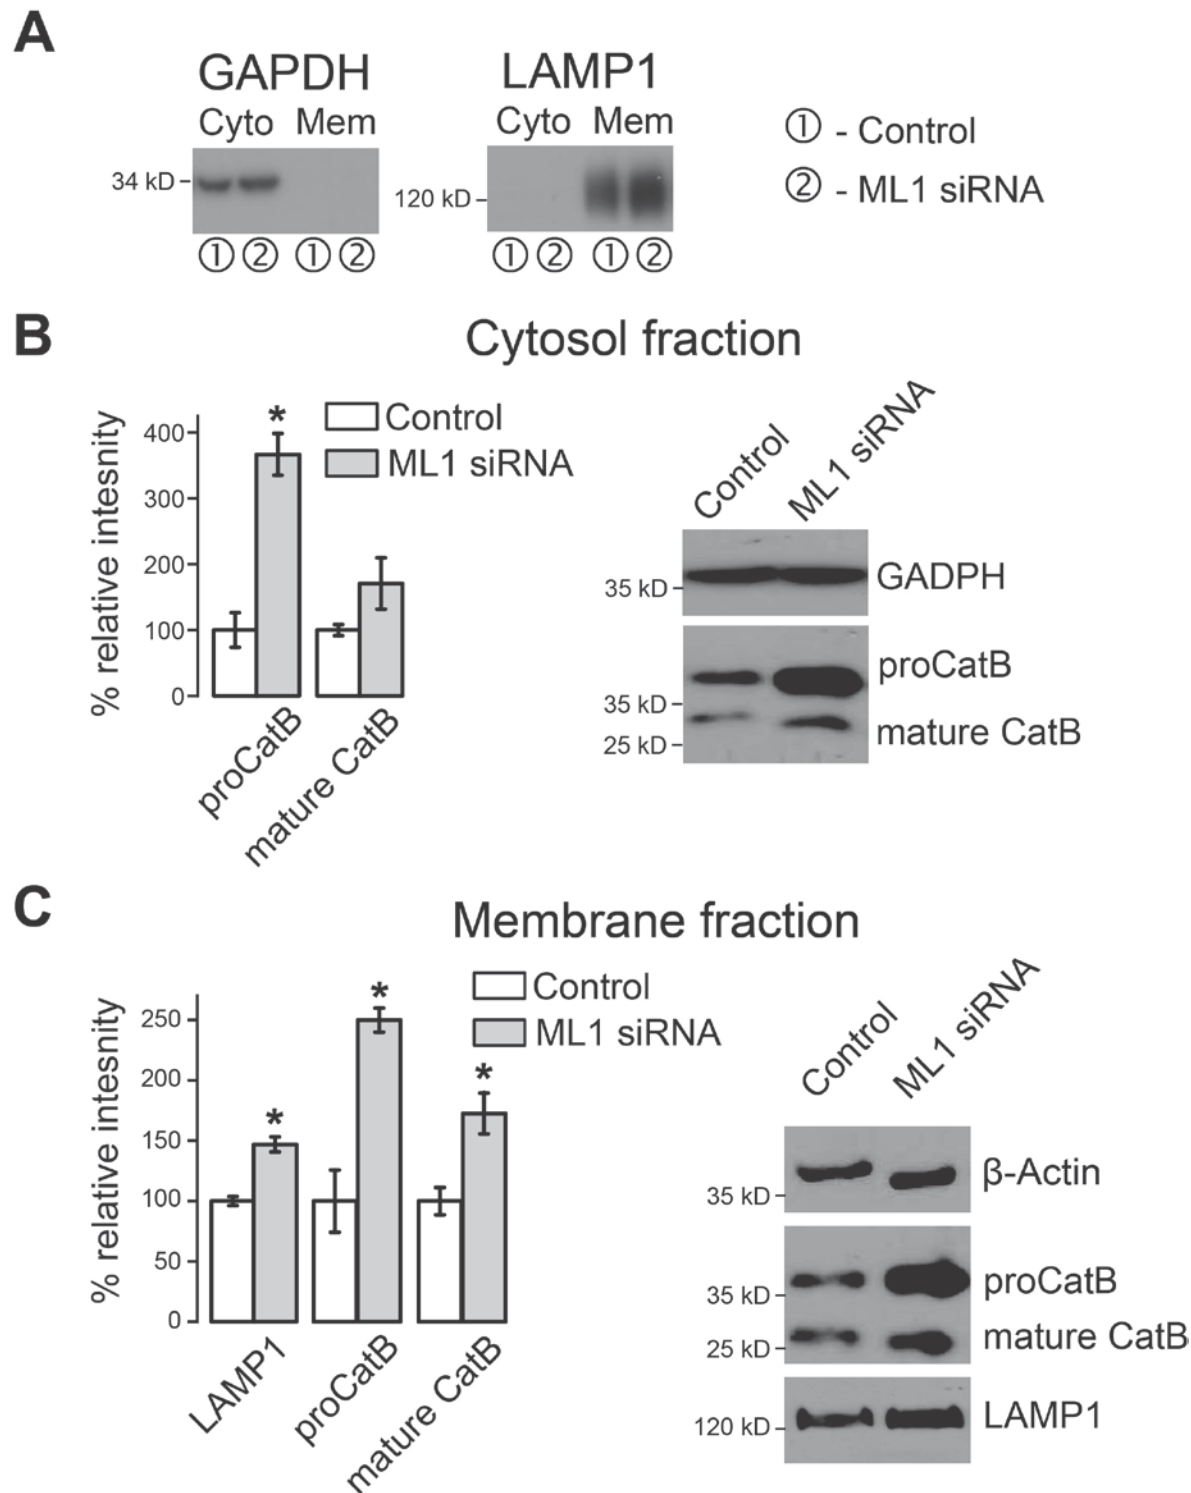 A
GAPDH
Cyto Mem
34 kD
① ② ① ②
LAMP1
Cyto Mem
120 kD
① ② ① ②
① - Control
② - ML1 siRNA
B
Cytosol fraction
% relative intesnity
400
300
200
100
0
*
Control
ML1 siRNA
proCatB
mature CatB
Control
ML1 siRNA
35 kD
GADPH
proCatB
35 kD
mature CatB
25 kD
C
Membrane fraction
% relative intesnity
250
200
150
100
50
0
*
*
*
Control
ML1 siRNA
LAMP1
proCatB
mature CatB
Control
ML1 siRNA
β-Actin
35 kD
proCatB
35 kD
mature CatB
25 kD
LAMP1
120 kD